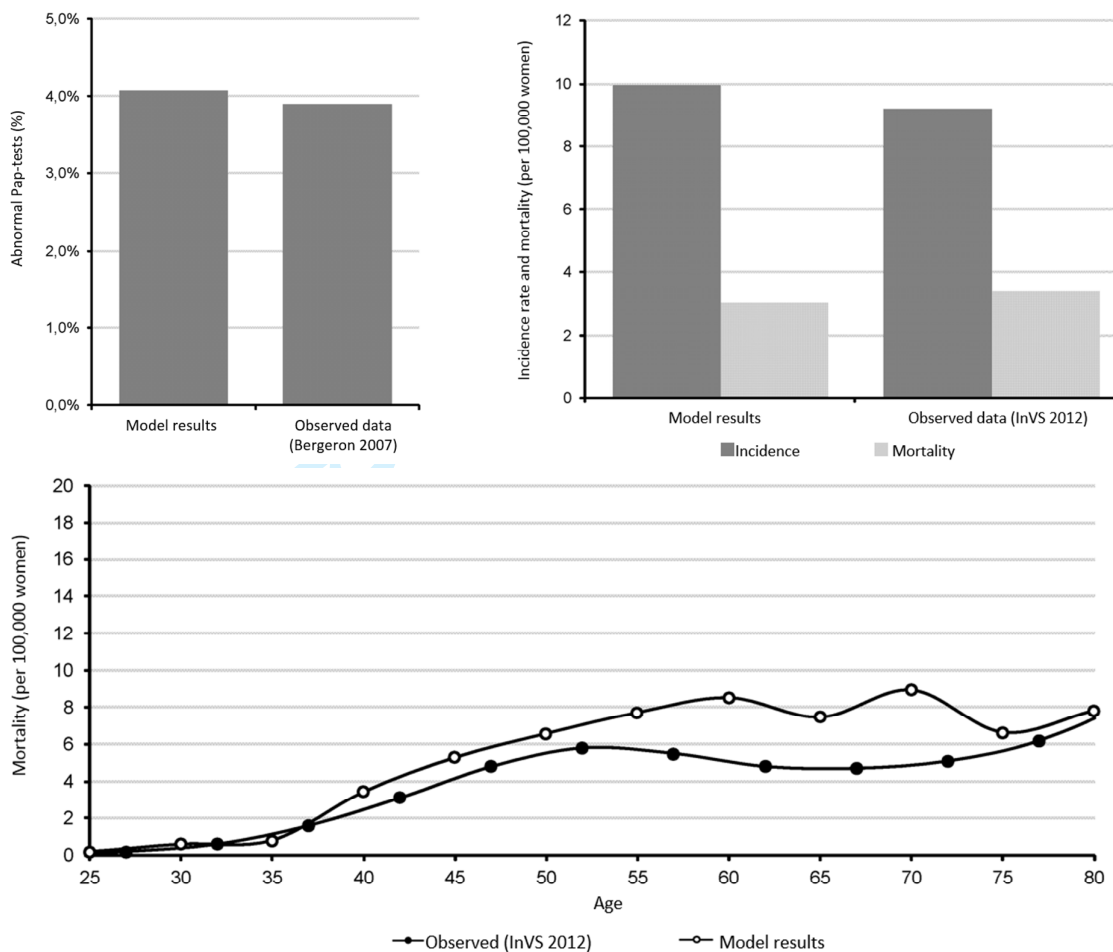 Abnormal Pap-tests (%)
5,0%
4,0%
3,0%
2,0%
1,0%
0,0%
Model results
Observed data
(Bergeron 2007)
Incidence rate and mortality (per 100,000 women)
12
10
8
6
4
2
0
Model results
Observed data (InVS 2012)
Incidence
Mortality
Mortality (per 100,000 women)
20
18
16
14
12
10
8
6
4
2
0
25 30 35 40 45 50 55 60 65 70 75 80
Age
Observed (InVS 2012)
Model results